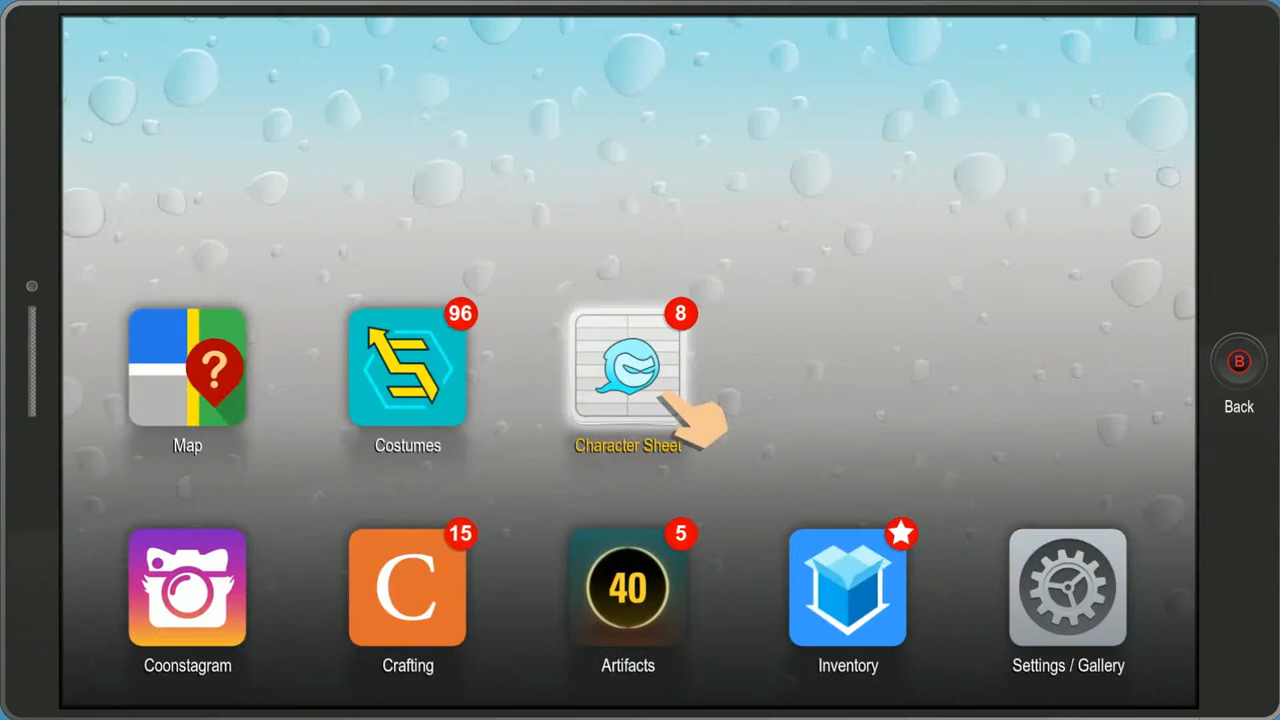 96
8
?
B
Map
Costumes
Character Sheet
Back
15
5
C
40
Coonstagram
Crafting
Artifacts
Inventory
Settings / Gallery